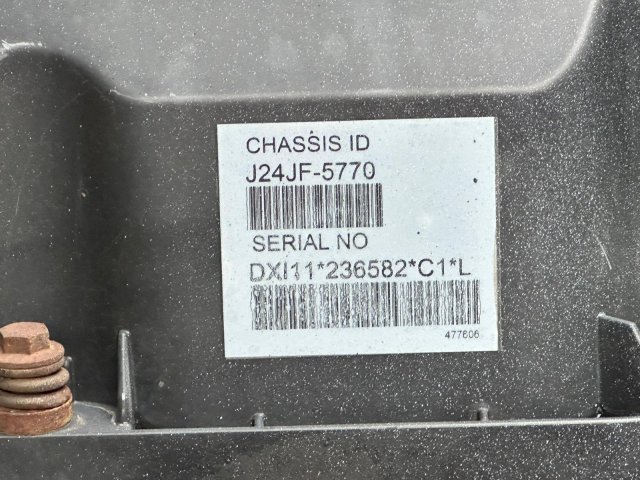 CHASSIS ID
J24JF-5770
SERIAL NO
DXI11*236582*C1*L
477606